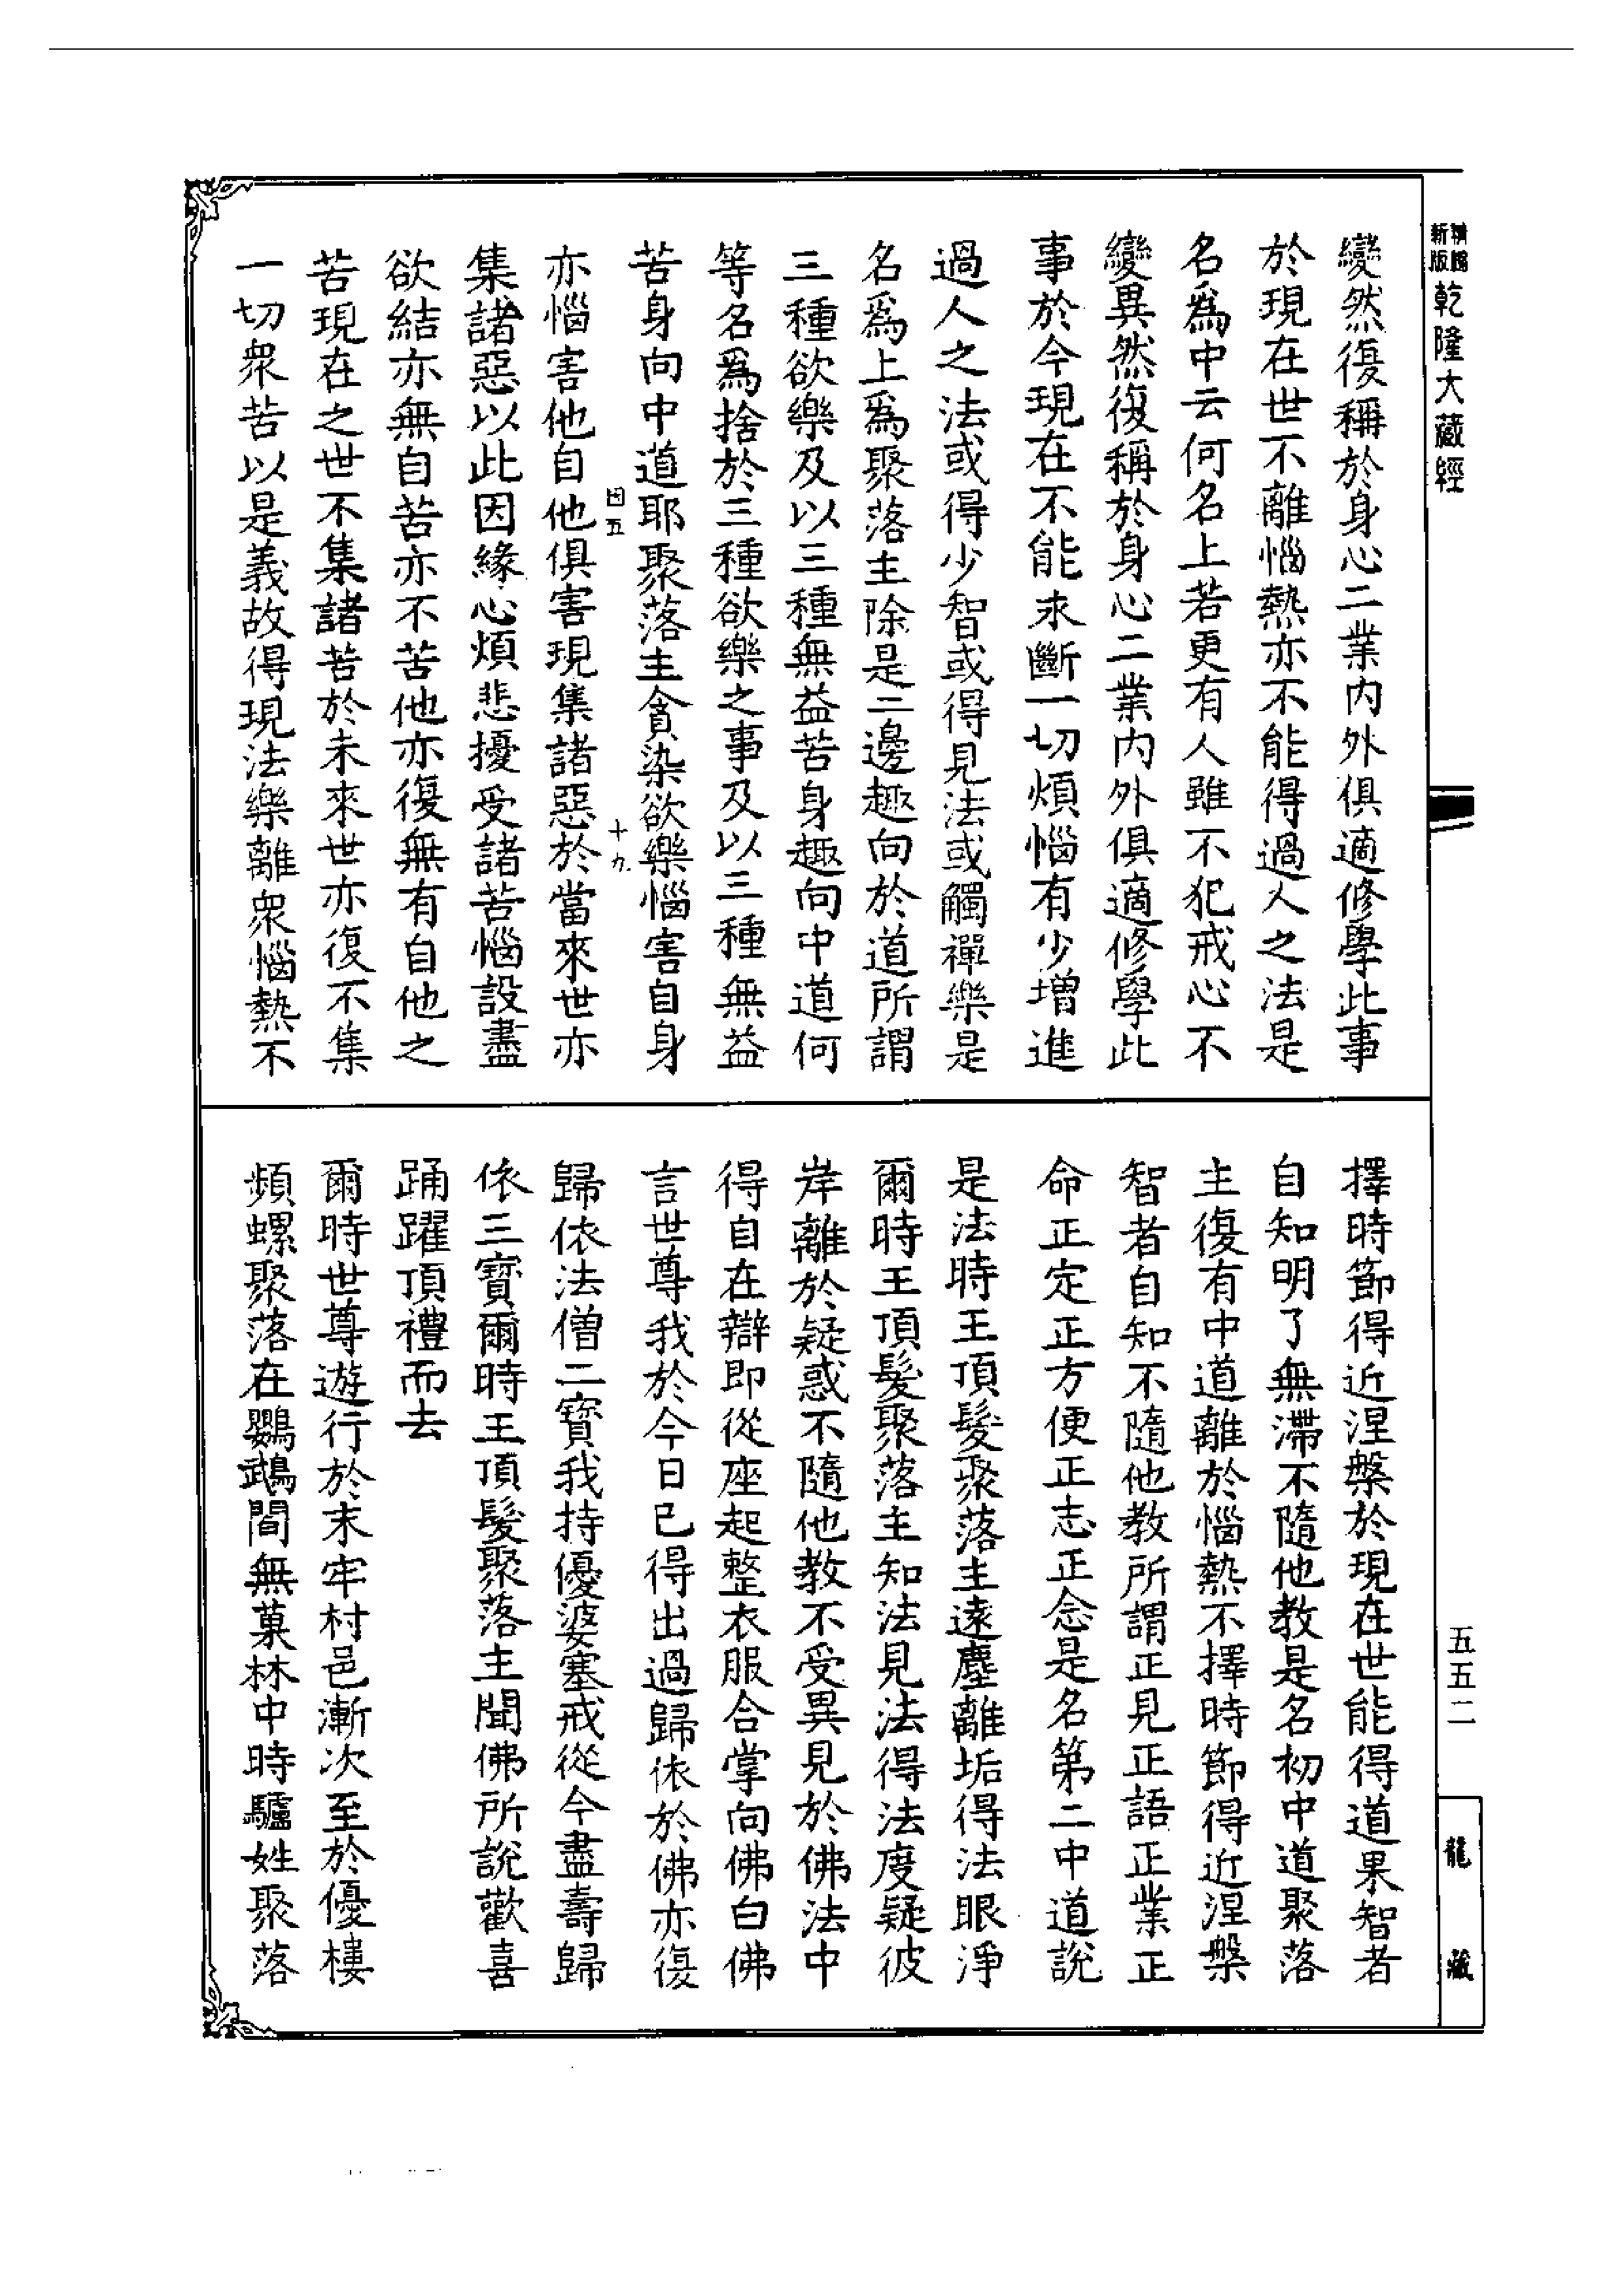 新版
乾隆大藏經
變然復稱於身心二業內外俱適修學此事
於現在世不離惱熱亦不能得過人之法是
名爲中云何名上若更有人雖不犯戒心不
變異然復稱於身心二業內外俱適修學此
事於今現在不能永斷一切煩惱有少增進
過人之法或得少智或得見法或觸禪樂是
名爲上爲聚落主除是二邊趣向於道所謂
三種欲樂及以三種無益苦身趣向中道何
等名爲捨於三種欲樂之事及以三種無益
苦身向中道耶聚落主貪染欲樂惱害自身
因五
十九
亦惱害他自他俱害現集諸惡於當來世亦
集諸惡以此因緣心煩悲擾受諸苦惱設盡
欲結亦無自苦亦不苦他亦復無有自他之
苦現在之世不集諸苦於未來世亦復不集
一切衆苦以是義故得現法樂離衆惱熱不
擇時節得近涅槃於現在世能得道果智者
自知明了無滯不隨他教是名初中道聚落
主復有中道離於惱熱不擇時節得近涅槃
智者自知不隨他教所謂正見正語正業正
命正定正方便正志正念是名第二中道說
是法時王頂髮聚落主遠塵離垢得法眼淨
爾時王頂髮聚落主知法見法得法度疑彼
岸離於疑惑不隨他教不受異見於佛法中
得自在辯即從座起整衣服合掌向佛白佛
言世尊我於今日已得出過歸依於佛亦復
歸依法僧二寶我持優婆塞戒從今盡壽歸
依三寶爾時王頂髮聚落主聞佛所說歡喜
踊躍頂禮而去
爾時世尊遊行於末牢村邑漸次至於優樓
頻螺聚落在鸚鵡閻無菓林中時驢姓聚落
五五二
龍藏